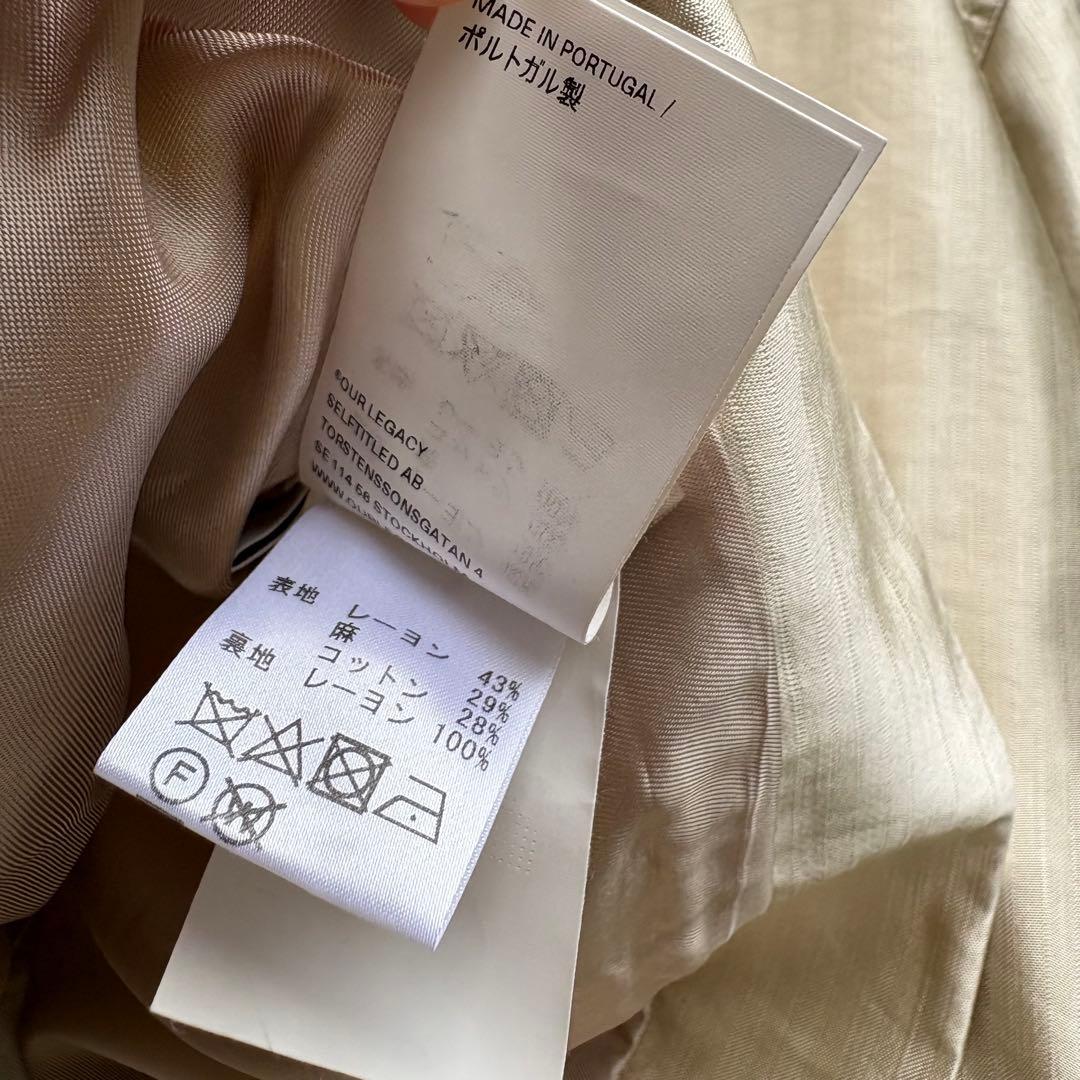 MADE IN PORTUGAL /
ポルトガル製
©OUR LEGACY
SELFTITLED AB
TORSTENSSONSGATAN 4
SE 114 56 STOCKHOLM
表地 レーヨン 43%
麻 29%
コットン 28%
裏地 レーヨン 100%
F